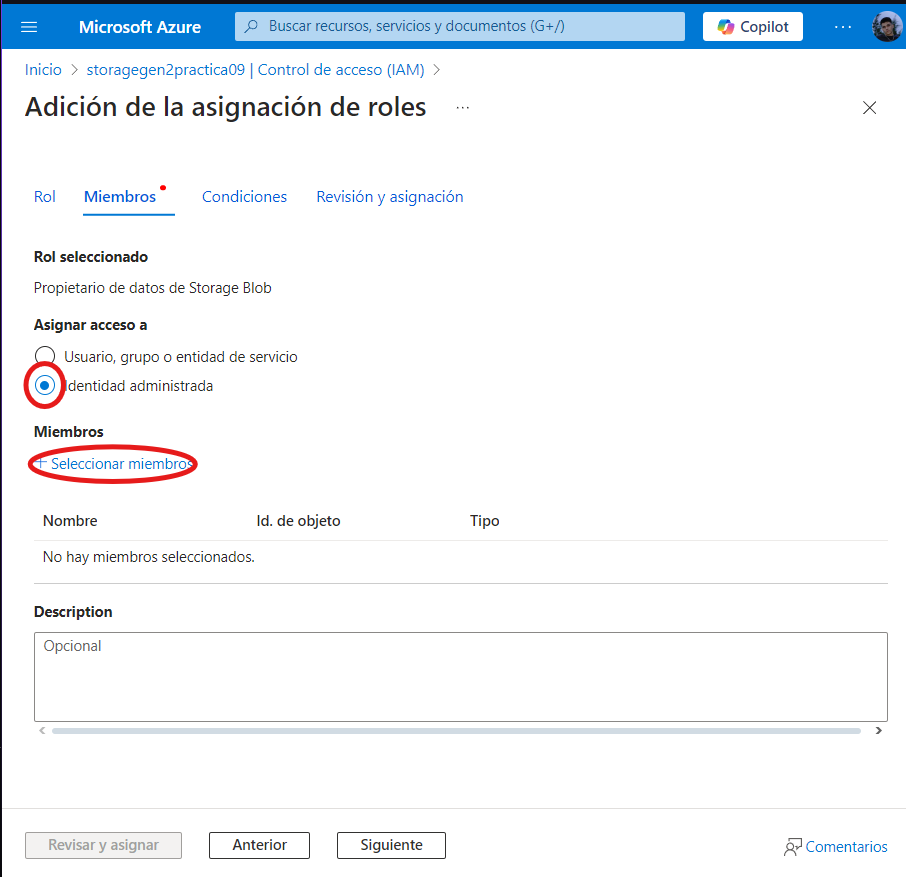 Microsoft Azure
Buscar recursos, servicios y documentos (G+/)
Copilot
Inicio > storagegen2practica09 | Control de acceso (IAM) >
Adición de la asignación de roles
Rol Miembros Condiciones Revisión y asignación
Rol seleccionado
Propietario de datos de Storage Blob
Asignar acceso a
Usuario, grupo o entidad de servicio
Identidad administrada
Miembros
+ Seleccionar miembros
Nombre Id. de objeto Tipo
No hay miembros seleccionados.
Description
Opcional
Revisar y asignar Anterior Siguiente Comentarios